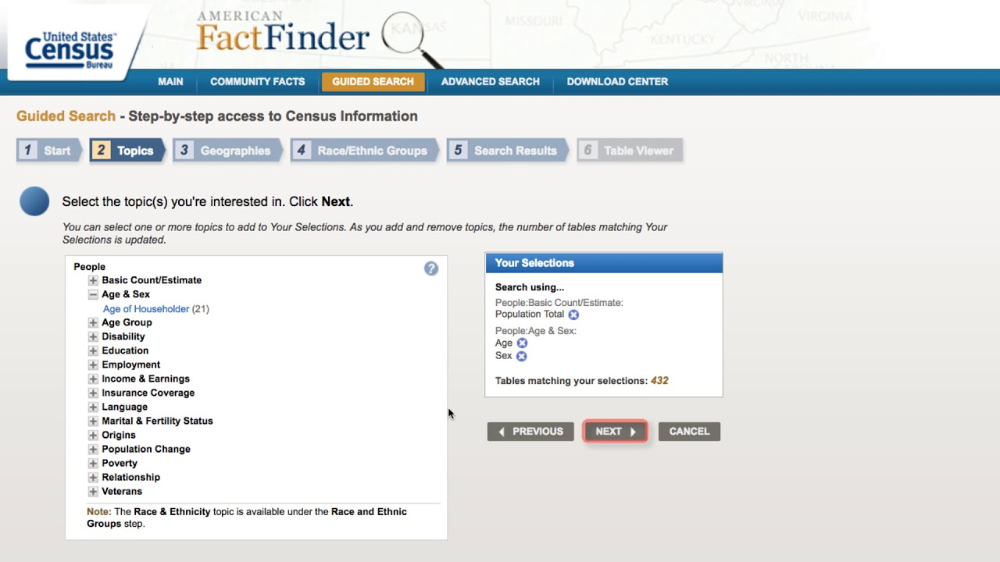 United States™
Census
Bureau
AMERICAN
FactFinder
KANSAS
MISSOURI
KENTUCKY
VIRGINIA
VIRGINIA
NORTH
CAROLINA
MAIN
COMMUNITY FACTS
GUIDED SEARCH
ADVANCED SEARCH
DOWNLOAD CENTER
Guided Search - Step-by-step access to Census Information
1 Start
2 Topics
3 Geographies
4 Race/Ethnic Groups
5 Search Results
6 Table Viewer
Select the topic(s) you're interested in. Click Next.
You can select one or more topics to add to Your Selections. As you add and remove topics, the number of tables matching Your
Selections is updated.
People
?
Basic Count/Estimate
Age & Sex
Age of Householder (21)
Age Group
Disability
Education
Employment
Income & Earnings
Insurance Coverage
Language
Marital & Fertility Status
Origins
Population Change
Poverty
Relationship
Veterans
Note: The Race & Ethnicity topic is available under the Race and Ethnic
Groups step.
Your Selections
Search using...
People:Basic Count/Estimate:
Population Total
People:Age & Sex:
Age
Sex
Tables matching your selections: 432
PREVIOUS
NEXT
CANCEL